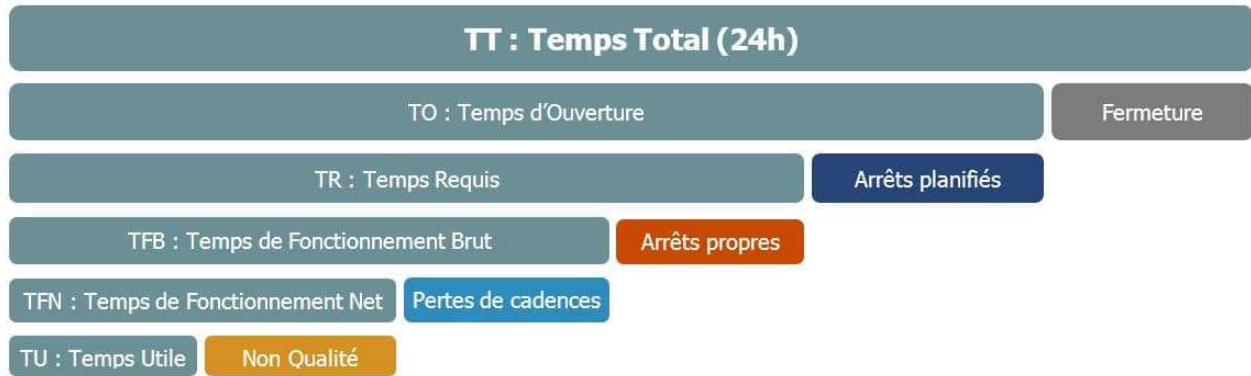 TT : Temps Total (24h)
TO : Temps d'Ouverture
Fermeture
TR : Temps Requis
Arrêts planifiés
TFB : Temps de Fonctionnement Brut
Arrêts propres
TFN : Temps de Fonctionnement Net
Pertes de cadences
TU : Temps Utile
Non Qualité